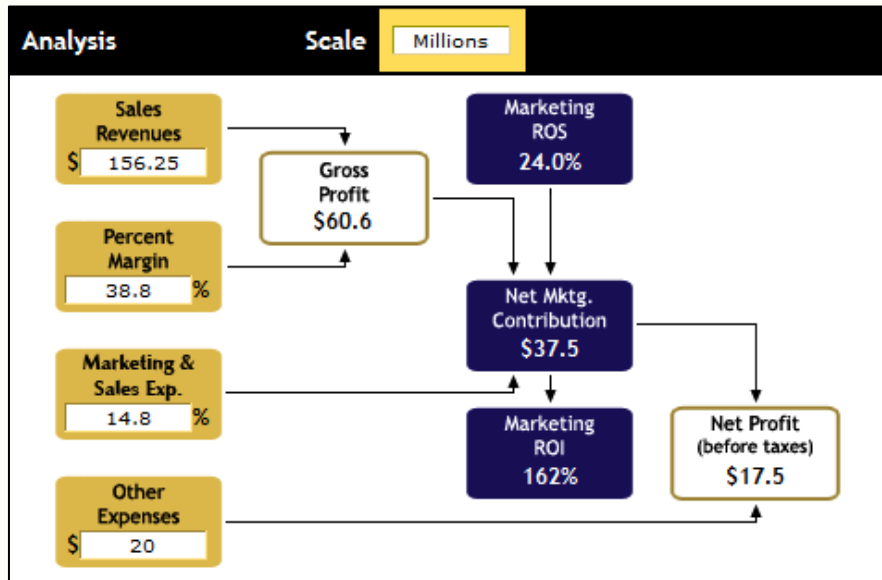 Analysis
Scale
Millions
Sales
Revenues
$ 156.25
Percent
Margin
38.8 %
Marketing &
Sales Exp.
14.8 %
Other
Expenses
$ 20
Gross
Profit
$60.6
Marketing
ROS
24.0%
Net Mktg.
Contribution
$37.5
Marketing
ROI
162%
Net Profit
(before taxes)
$17.5